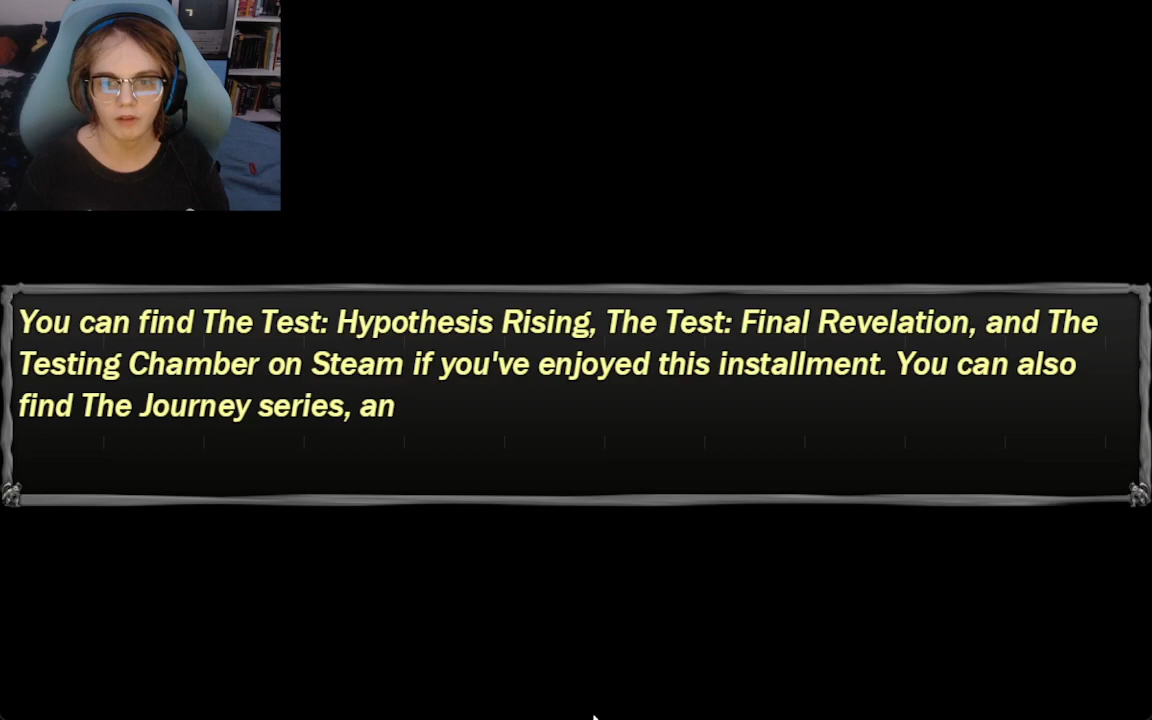 You can find The Test: Hypothesis Rising, The Test: Final Revelation, and The
Testing Chamber on Steam if you've enjoyed this installment. You can also
find The Journey series, an